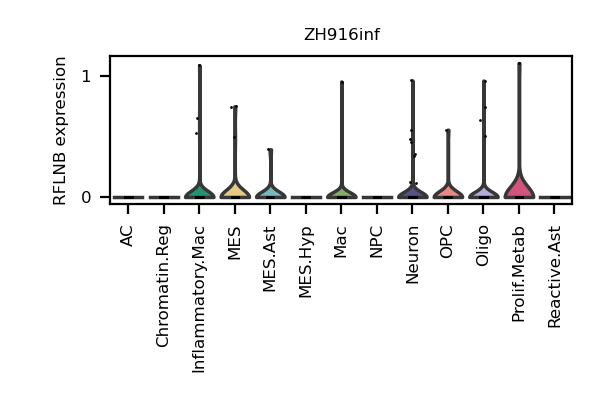 ZH916inf
RFLNB expression
1
0
AC
Chromatin.Reg
Inflammatory.Mac
MES
MES.Ast
MES.Hyp
Mac
NPC
Neuron
OPC
Oligo
Prolif.Metab
Reactive.Ast